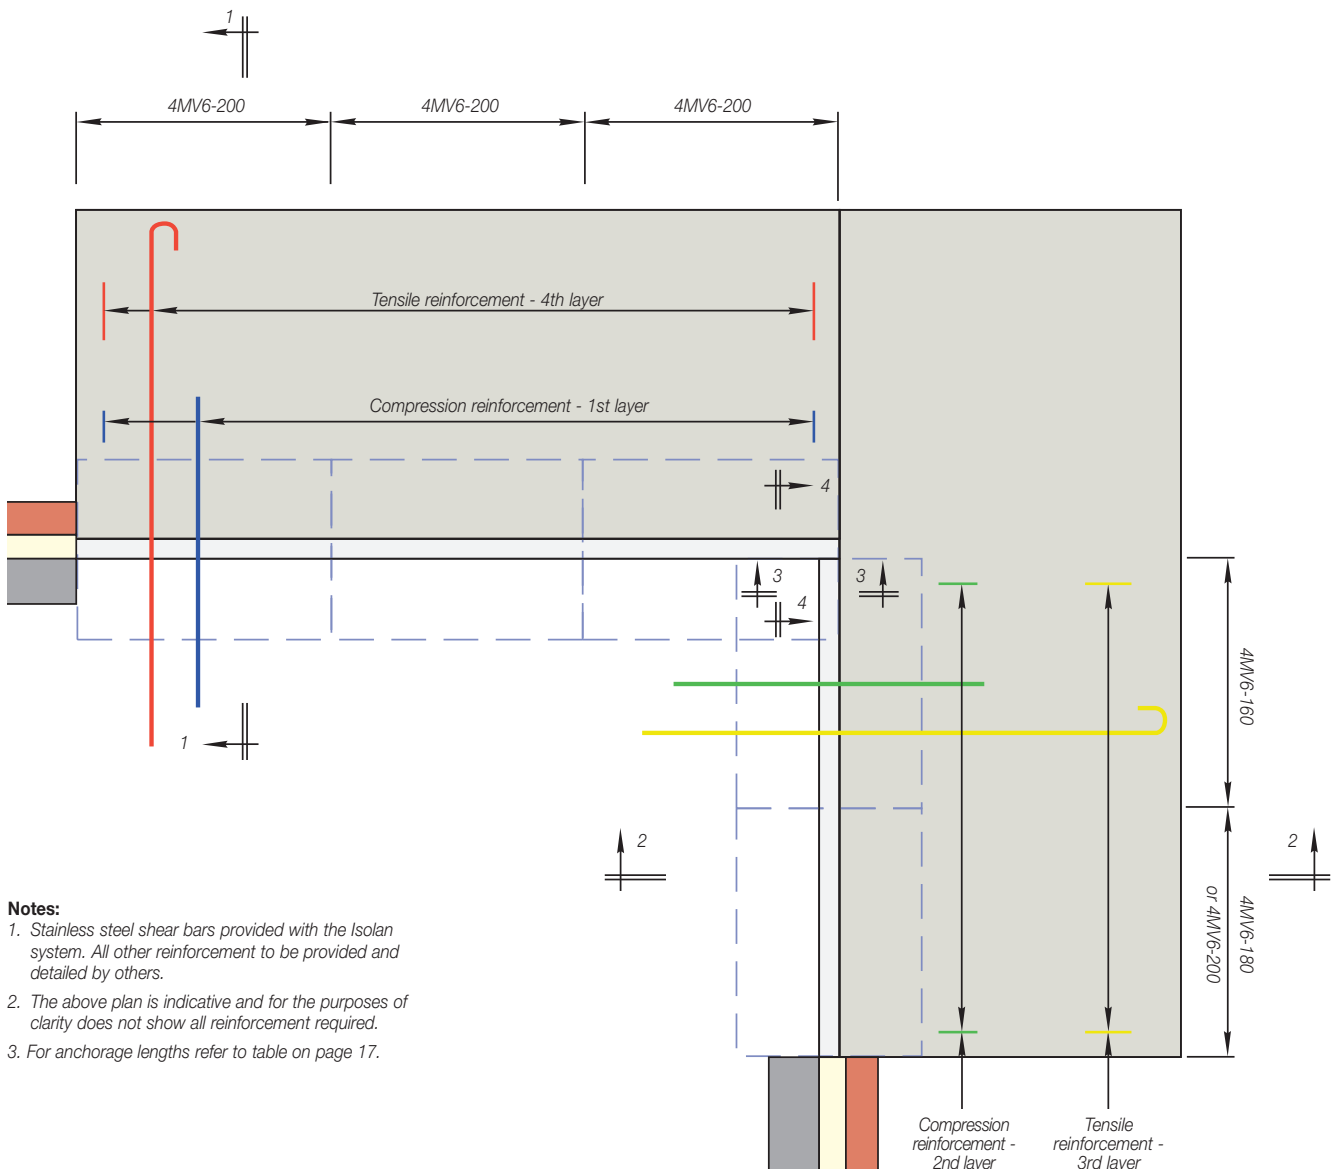 1
4MV6-200 4MV6-200 4MV6-200
Tensile reinforcement - 4th layer
Compression reinforcement - 1st layer
4
3 3
4
4MV6-160
1
2 2
4MV6-180
or 4MV6-200
Notes:
1. Stainless steel shear bars provided with the Isolan
system. All other reinforcement to be provided and
detailed by others.
2. The above plan is indicative and for the purposes of
clarity does not show all reinforcement required.
3. For anchorage lengths refer to table on page 17.
Compression
reinforcement -
2nd layer
Tensile
reinforcement -
3rd layer